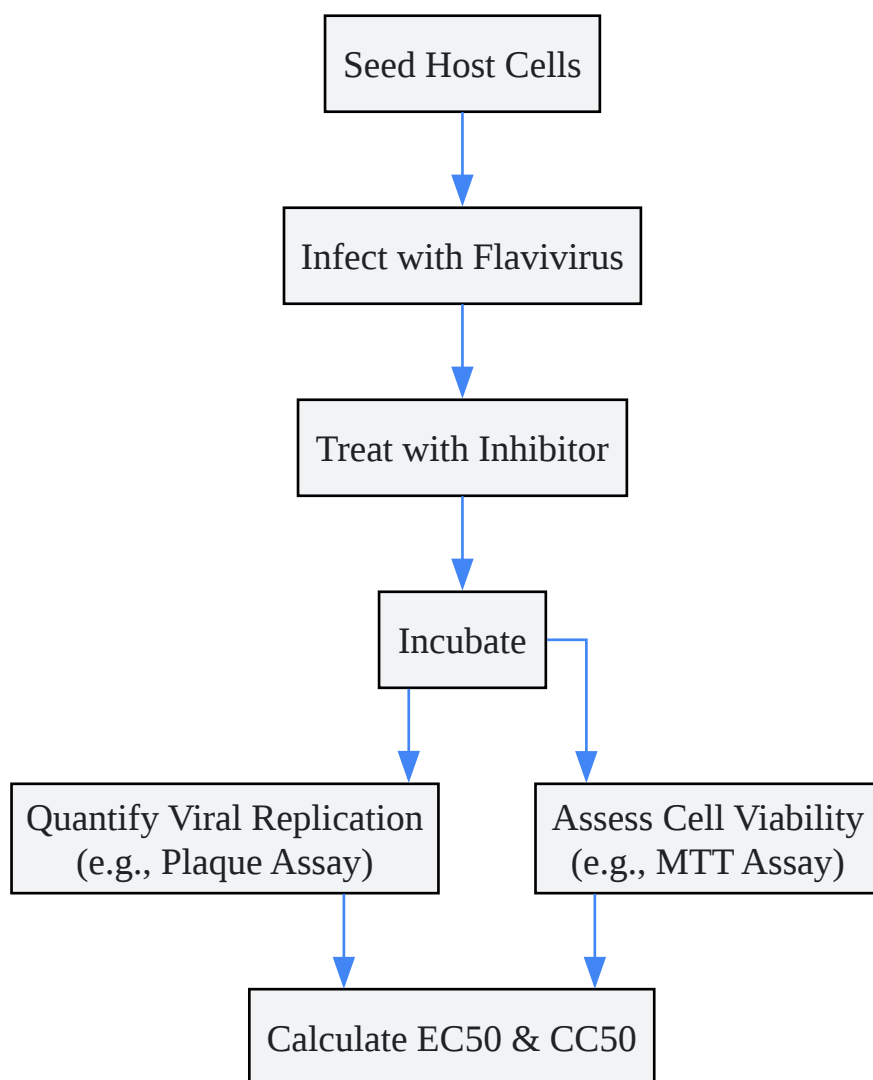 Seed Host Cells
Infect with Flavivirus
Treat with Inhibitor
Incubate
Quantify Viral Replication
(e.g., Plaque Assay)
Assess Cell Viability
(e.g., MTT Assay)
Calculate EC50 & CC50